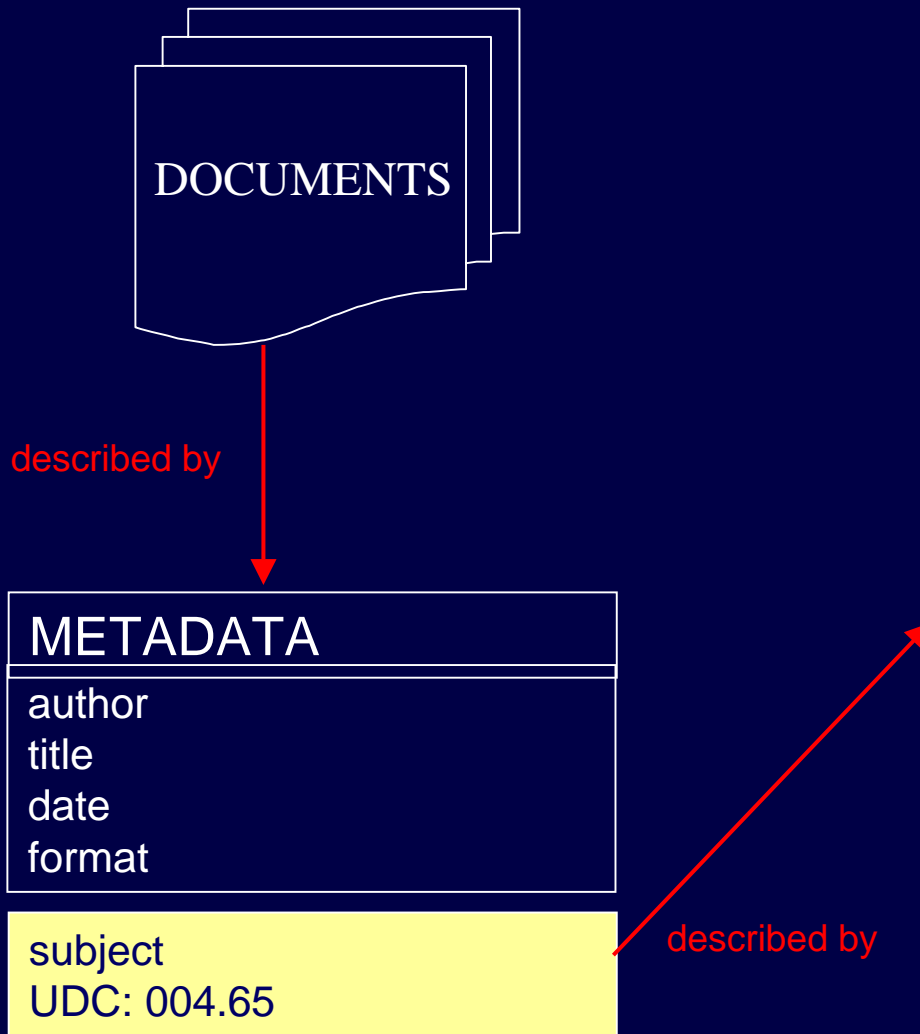 DOCUMENTS
described by
METADATA
author
title
date
format
subject
UDC: 004.65
described by